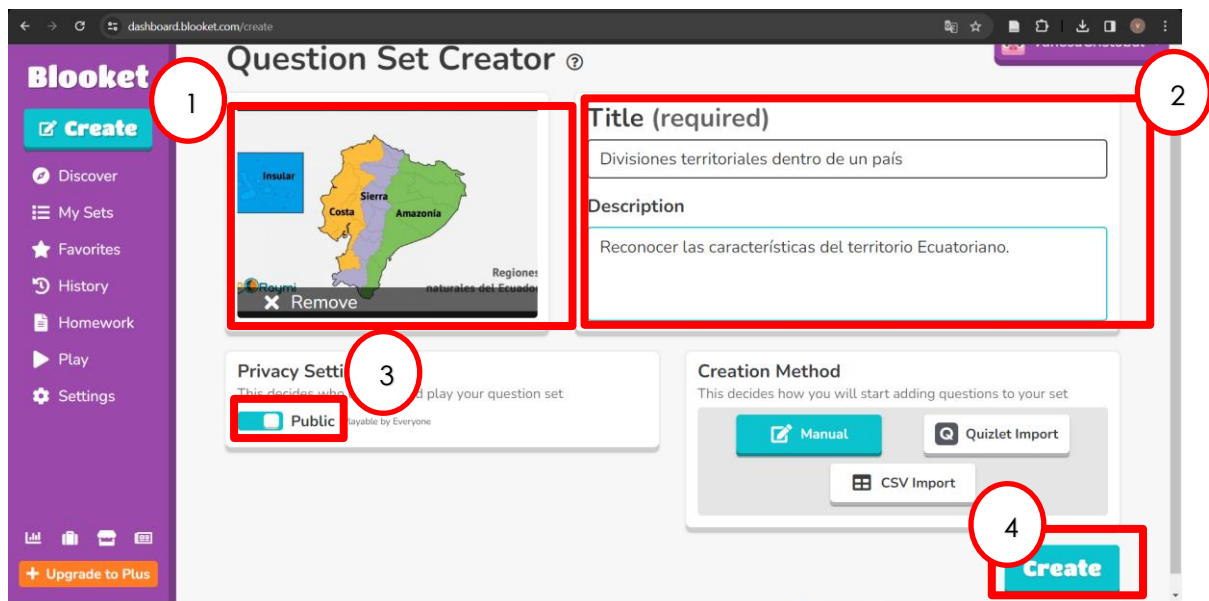 dashboard.blooket.com/create
Blooket
Create
Discover
My Sets
Favorites
History
Homework
Play
Settings
+ Upgrade to Plus
Question Set Creator
1
Insular
Sierra
Costa
Amazonía
Raymi
Regiones
naturales del Ecuado
Remove
2
Title (required)
Divisiones territoriales dentro de un país
Description
Reconocer las características del territorio Ecuatoriano.
3
Privacy Setti
This decides who d play your question set
Public layable by Everyone
Creation Method
This decides how you will start adding questions to your set
Manual
Q Quizlet Import
CSV Import
4
Create